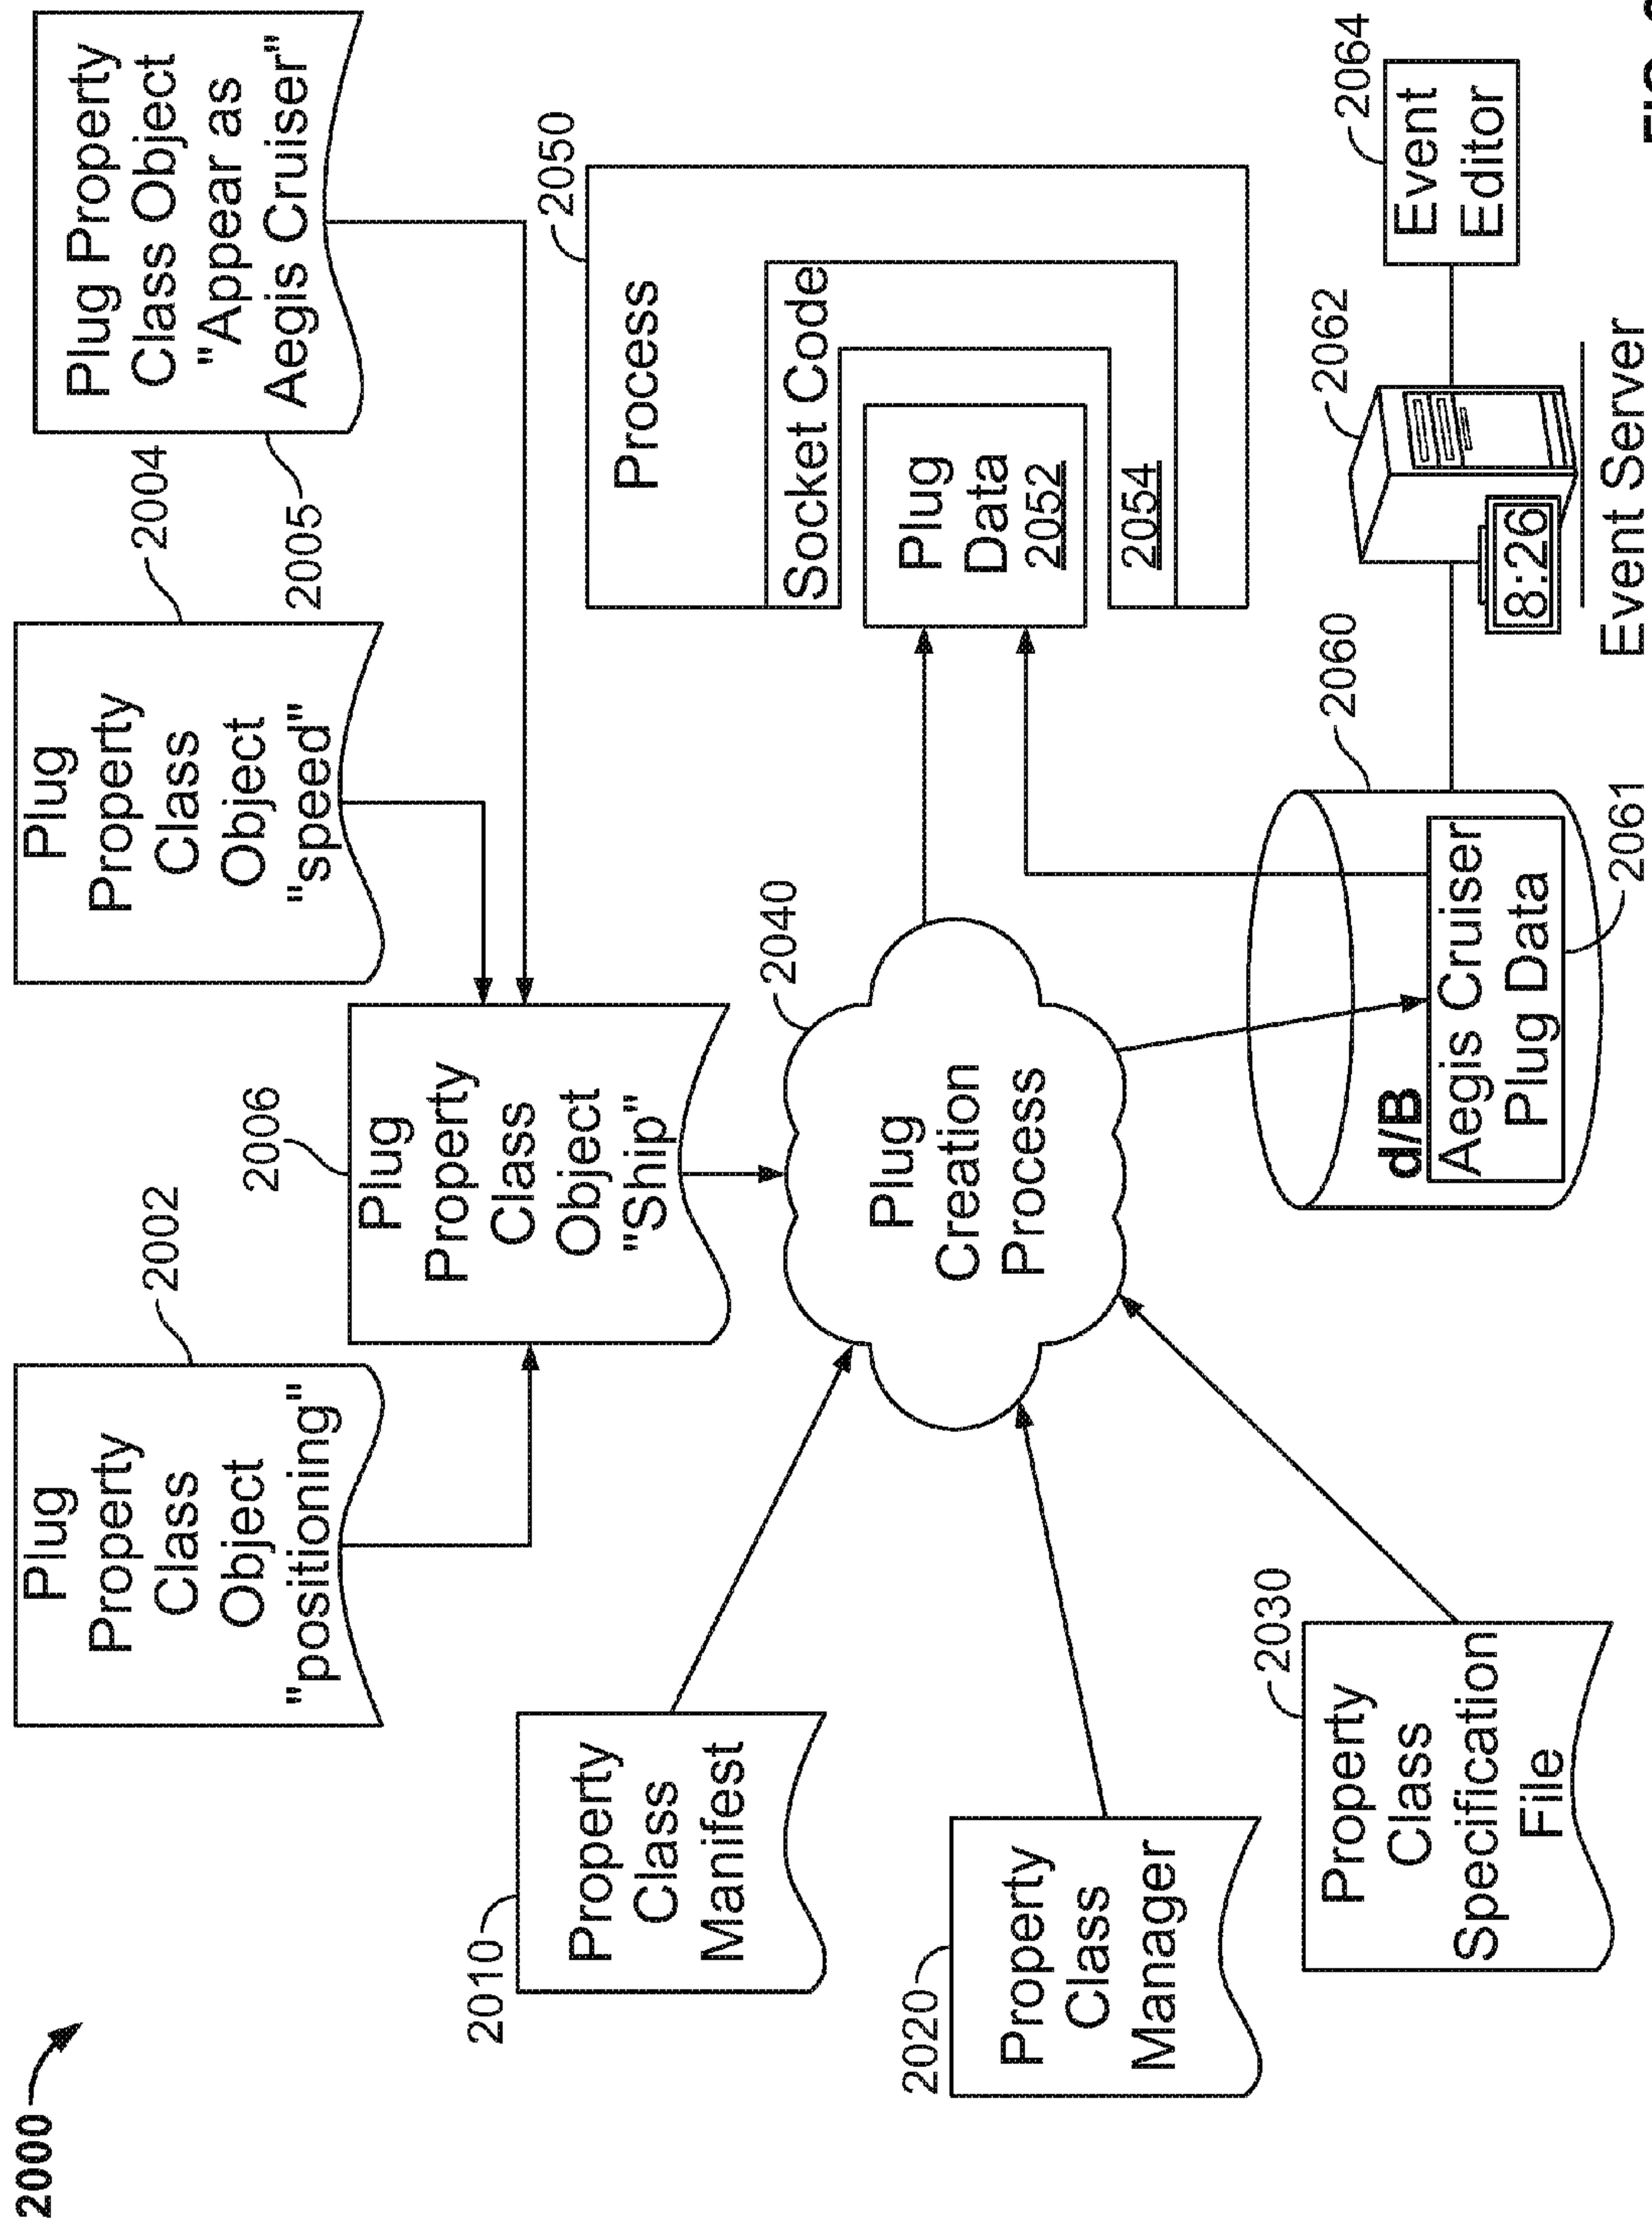 2000
Plug
Property
Class
Object
"positioning"
2002
Plug
Property
Class
Object
"speed"
2004
Plug Property
Class Object
"Appear as
Aegis Cruiser"
2005
2006
Plug
Property
Class
Object
"Ship"
2010
Property
Class
Manifest
2020
Property
Class
Manager
2030
Property
Class
Specification
File
2040
Plug
Creation
Process
2050
Process
Socket Code
Plug
Data
2052
2054
2060
d/B
Aegis Cruiser
Plug Data
2061
2062
8:26
Event Server
2064
Event
Editor